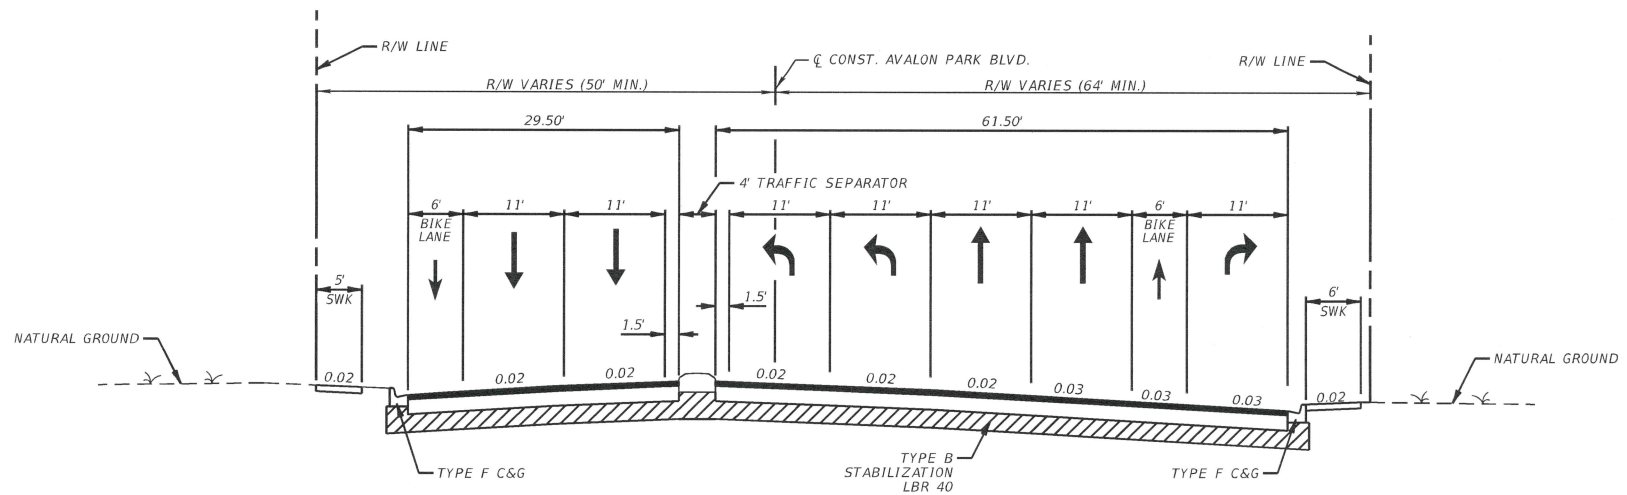 R/W LINE
℄ CONST. AVALON PARK BLVD.
R/W LINE
R/W VARIES (50' MIN.)
R/W VARIES (64' MIN.)
29.50'
61.50'
4' TRAFFIC SEPARATOR
6'
11'
11'
11'
11'
11'
11'
6'
11'
BIKE
LANE
BIKE
LANE
5'
SWK
1.5'
1.5'
6'
SWK
NATURAL GROUND
NATURAL GROUND
0.02
0.02
0.02
0.02
0.02
0.02
0.03
0.03
0.03
0.02
TYPE F C&G
TYPE B
STABILIZATION
LBR 40
TYPE F C&G